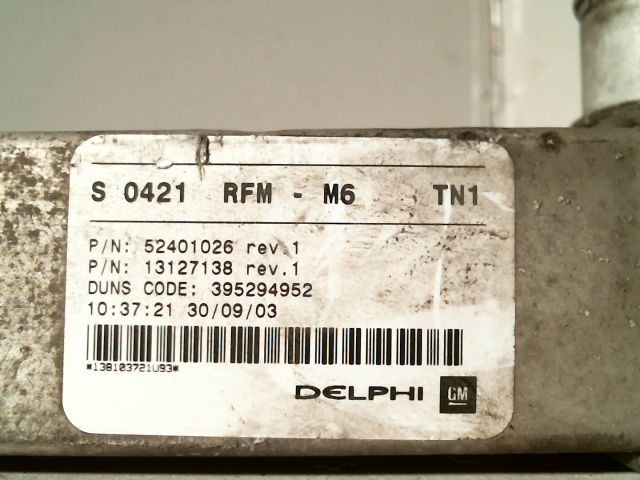 S 0421 RFM - M6 TN1
P/N: 52401026 rev.1
P/N: 13127138 rev.1
DUNS CODE: 395294952
10:37:21 30/09/03
*138103721U93*
DELPHI GM